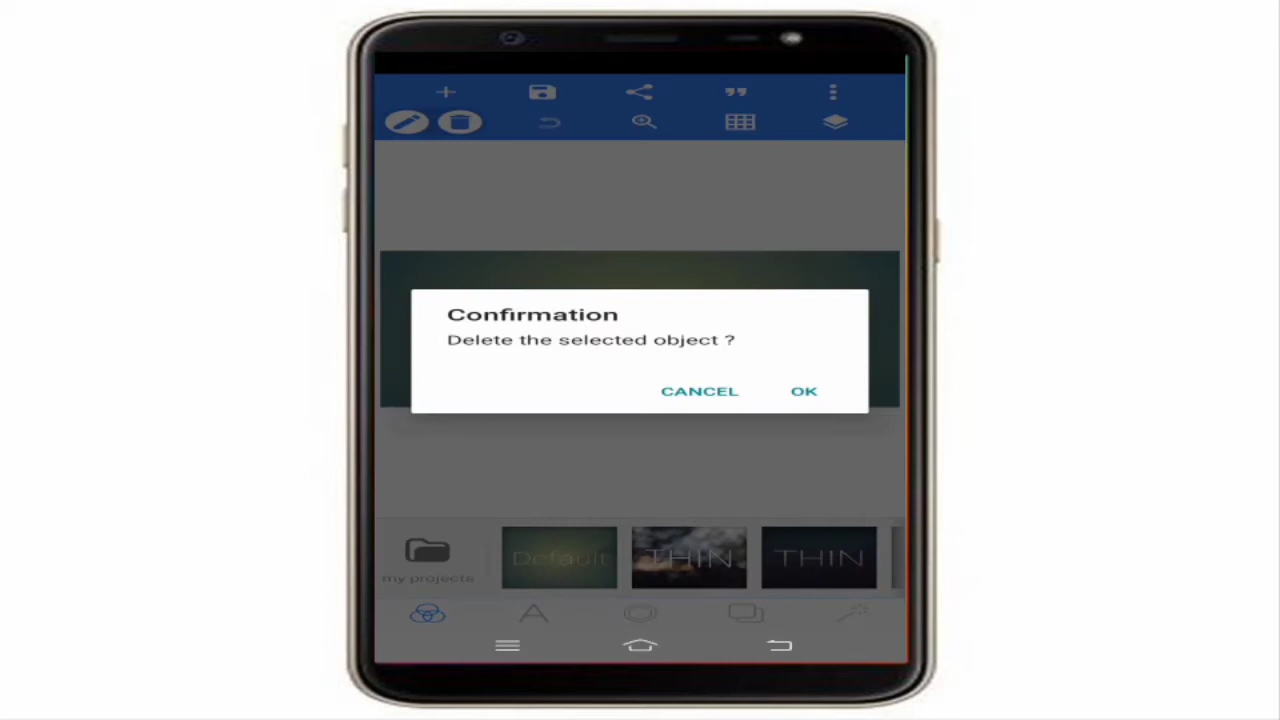 Confirmation
Delete the selected object ?
CANCEL OK
Default
THIN
THIN
my projects